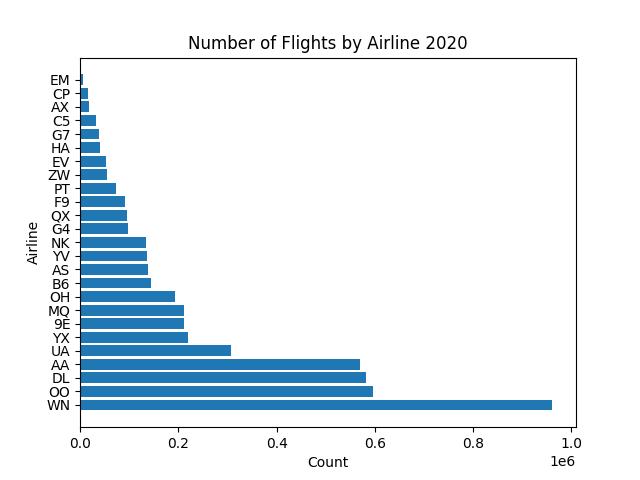 Number of Flights by Airline 2020
EM
CP
AX
C5
G7
HA
EV
ZW
PT
F9
QX
G4
NK
YV
AS
B6
OH
MQ
9E
YX
UA
AA
DL
OO
WN
Airline
0.0 0.2 0.4 0.6 0.8 1.0
Count
1e6